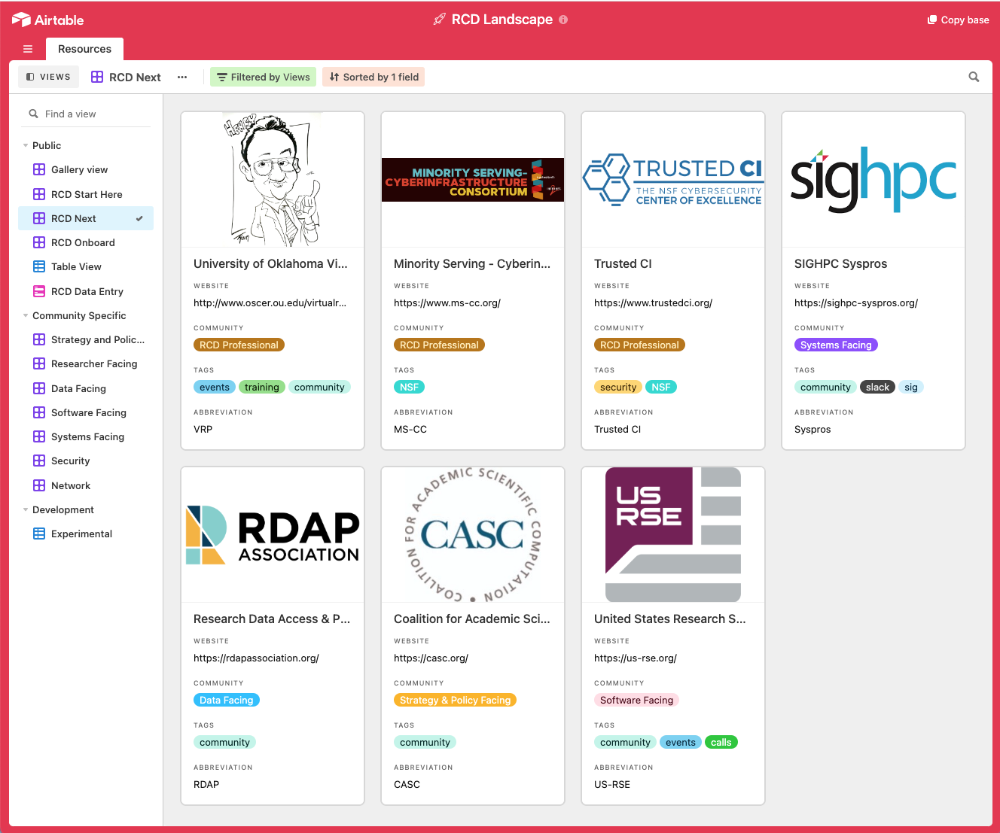 Airtable
RCD Landscape
Copy base
Resources
VIEWS
RCD Next
Filtered by Views
Sorted by 1 field
Find a view
Public
Gallery view
RCD Start Here
RCD Next
RCD Onboard
Table View
RCD Data Entry
Community Specific
Strategy and Polic...
Researcher Facing
Data Facing
Software Facing
Systems Facing
Security
Network
Development
Experimental
HENRY
University of Oklahoma Vi...
WEBSITE
http://www.oscer.ou.edu/virtualr...
COMMUNITY
RCD Professional
TAGS
events training community
ABBREVIATION
VRP
MINORITY SERVING-
CYBERINFRASTRUCTURE
CONSORTIUM
Minority Serving - Cyberin...
WEBSITE
https://www.ms-cc.org/
COMMUNITY
RCD Professional
TAGS
NSF
ABBREVIATION
MS-CC
TRUSTED CI
THE NSF CYBERSECURITY
CENTER OF EXCELLENCE
Trusted CI
WEBSITE
https://www.trustedci.org/
COMMUNITY
RCD Professional
TAGS
security NSF
ABBREVIATION
Trusted CI
sighpc
SIGHPC Syspros
WEBSITE
https://sighpc-syspros.org/
COMMUNITY
Systems Facing
TAGS
community slack sig
ABBREVIATION
Syspros
RDAP
ASSOCIATION
Research Data Access & P...
WEBSITE
https://rdapassociation.org/
COMMUNITY
Data Facing
TAGS
community
ABBREVIATION
RDAP
COALITION FOR ACADEMIC SCIENTIFIC COMPUTATION •
CASC
Coalition for Academic Sci...
WEBSITE
https://casc.org/
COMMUNITY
Strategy & Policy Facing
TAGS
community
ABBREVIATION
CASC
US
RSE
United States Research S...
WEBSITE
https://us-rse.org/
COMMUNITY
Software Facing
TAGS
community events calls
ABBREVIATION
US-RSE